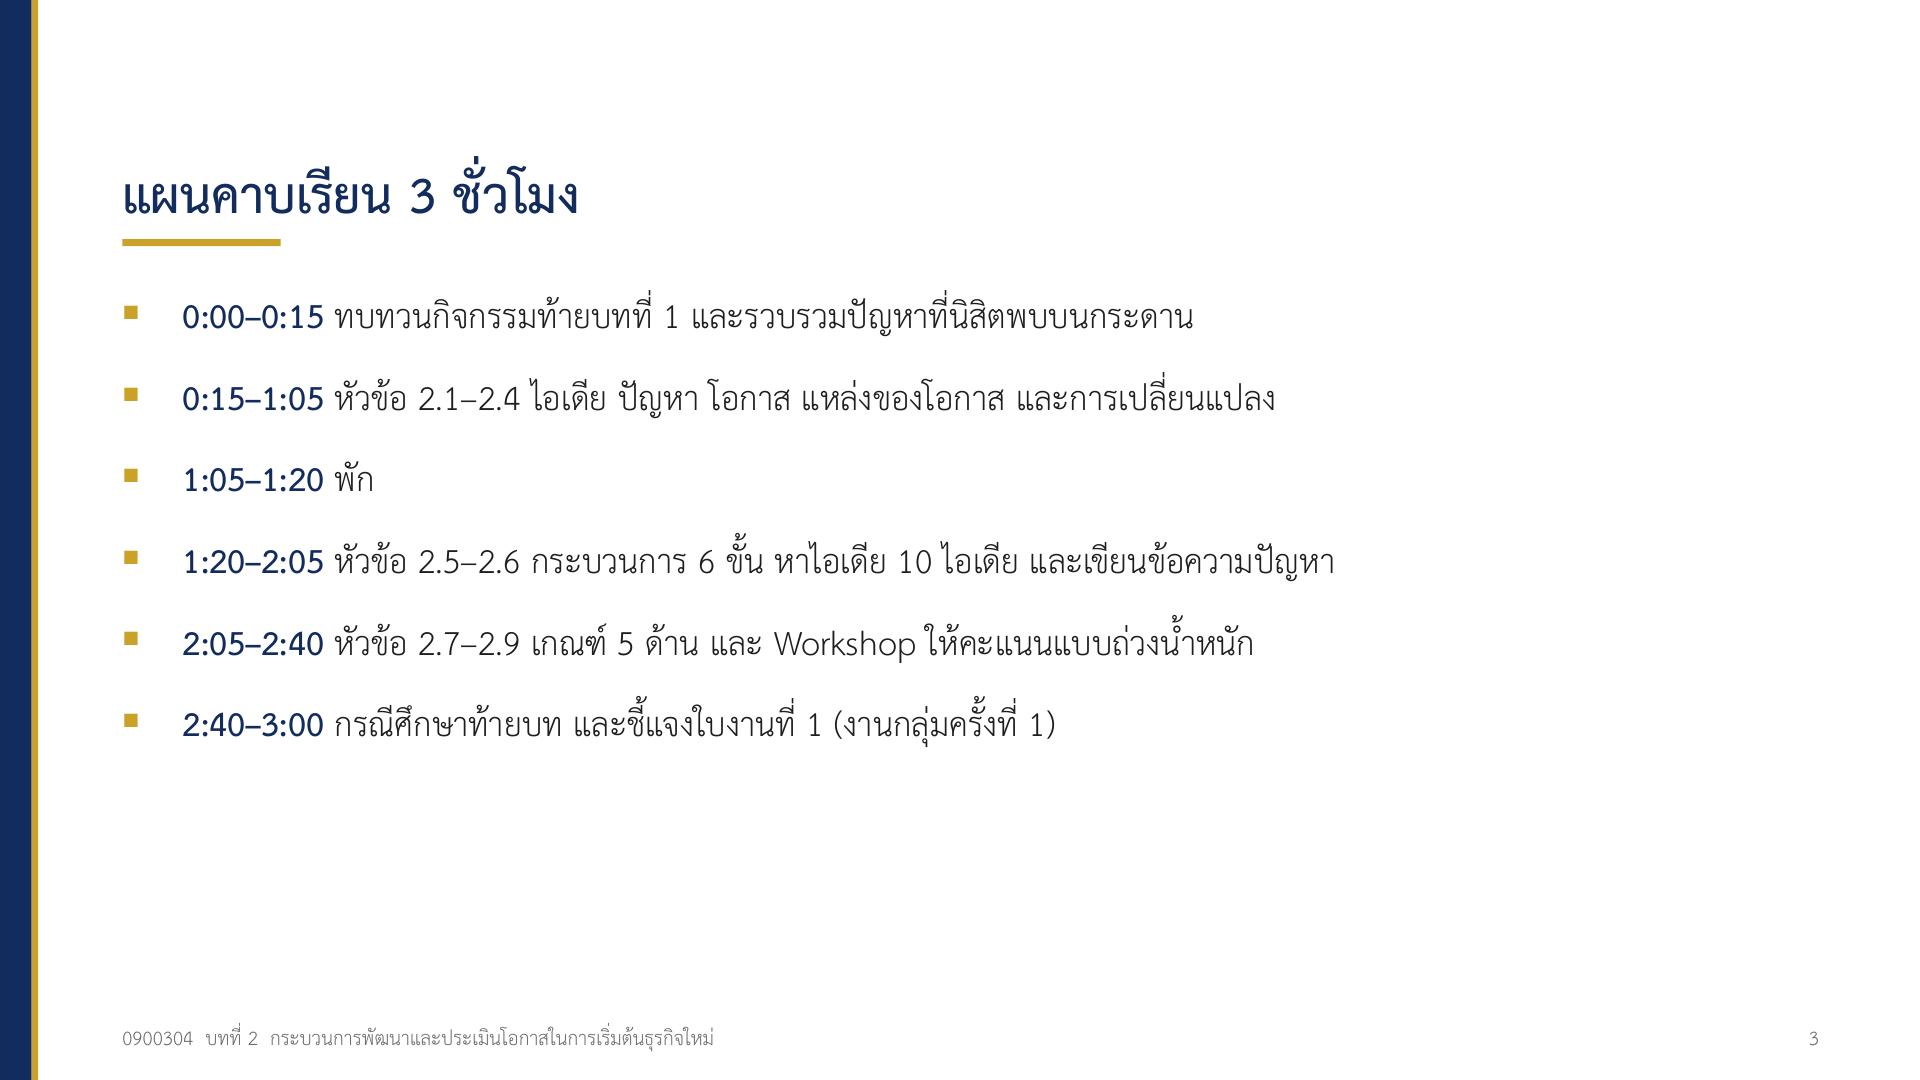 แผนคาบเรียน 3 ชั่วโมง
0:00–0:15 ทบทวนกิจกรรมท้ายบทที่ 1 และรวบรวมปัญหาที่นิสิตพบบนกระดาน
0:15–1:05 หัวข้อ 2.1–2.4 ไอเดีย ปัญหา โอกาส แหล่งของโอกาส และการเปลี่ยนแปลง
1:05–1:20 พัก
1:20–2:05 หัวข้อ 2.5–2.6 กระบวนการ 6 ขั้น หาไอเดีย 10 ไอเดีย และเขียนข้อความปัญหา
2:05–2:40 หัวข้อ 2.7–2.9 เกณฑ์ 5 ด้าน และ Workshop ให้คะแนนแบบถ่วงน้ำหนัก
2:40–3:00 กรณีศึกษาท้ายบท และชี้แจงใบงานที่ 1 (งานกลุ่มครั้งที่ 1)
0900304 บทที่ 2 กระบวนการพัฒนาและประเมินโอกาสในการเริ่มต้นธุรกิจใหม่
3